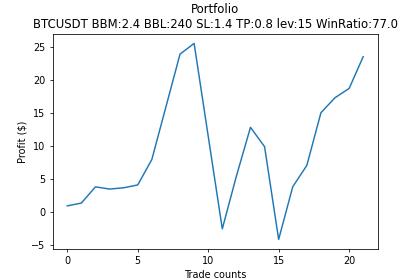 Portfolio
BTCUSDT BBM:2.4 BBL:240 SL:1.4 TP:0.8 lev:15 WinRatio:77.0
25
20
15
10
5
0
−5
Profit ($)
0 5 10 15 20
Trade counts